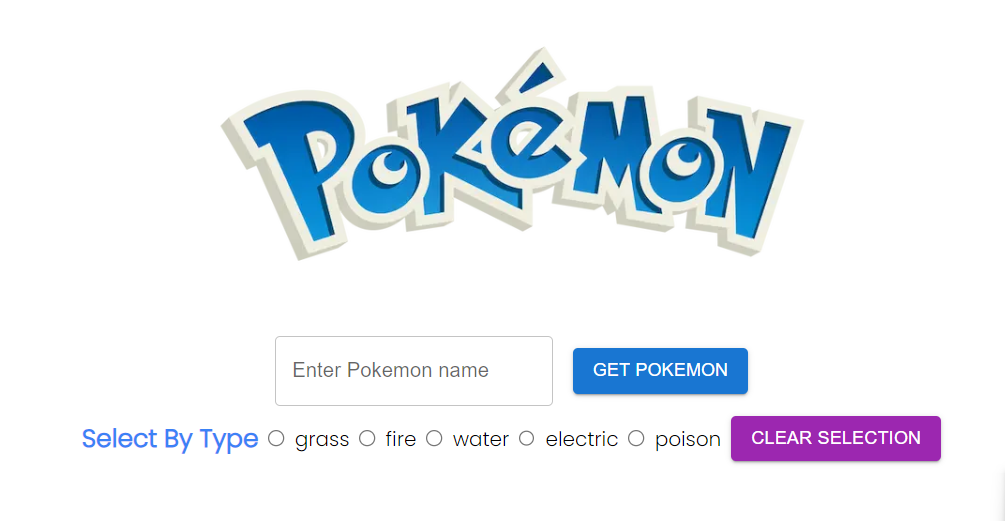 POKéMON
Enter Pokemon name GET POKEMON
Select By Type grass fire water electric poison CLEAR SELECTION